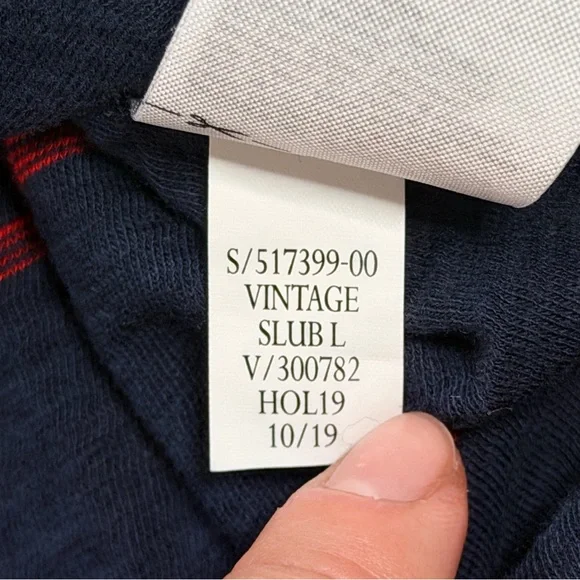 S/517399-00
VINTAGE
SLUB L
V/300782
HOL19
10/19